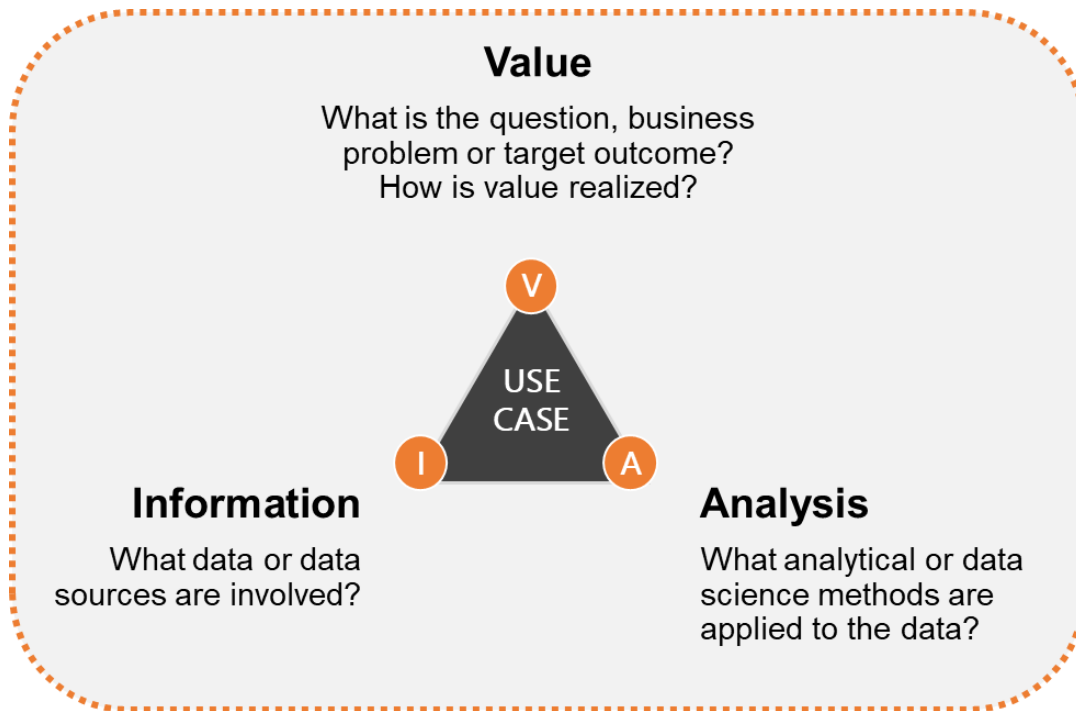 Value
What is the question, business
problem or target outcome?
How is value realized?
V
USE
CASE
I
A
Information
What data or data
sources are involved?
Analysis
What analytical or data
science methods are
applied to the data?